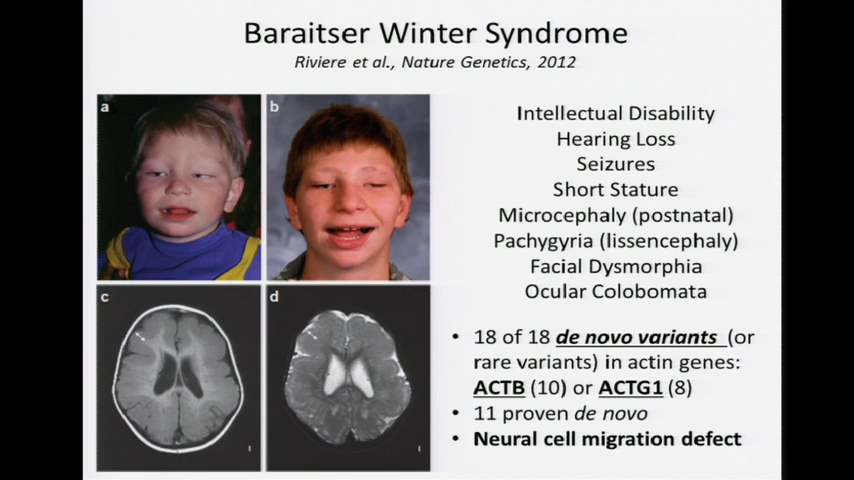 Baraitser Winter Syndrome
Riviere et al., Nature Genetics, 2012
a
b
c
d
Intellectual Disability
Hearing Loss
Seizures
Short Stature
Microcephaly (postnatal)
Pachygyria (lissencephaly)
Facial Dysmorphia
Ocular Colobomata
• 18 of 18 de novo variants (or
rare variants) in actin genes:
ACTB (10) or ACTG1 (8)
• 11 proven de novo
• Neural cell migration defect